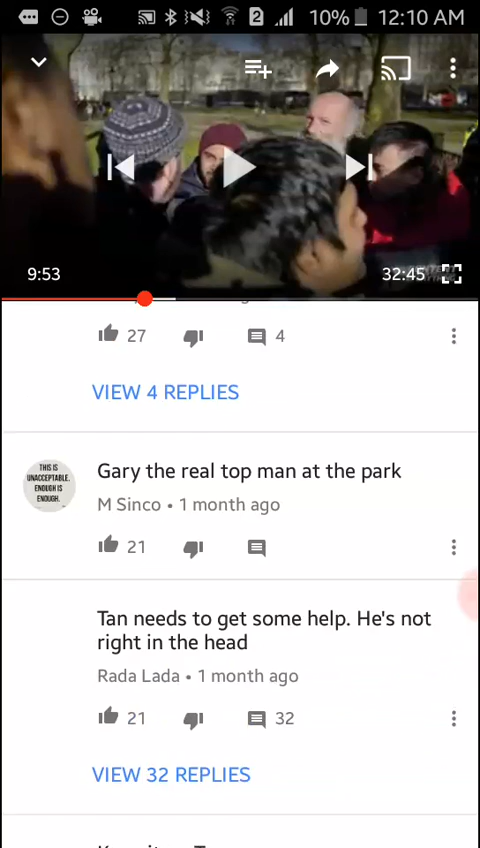 2 10% 12:10 AM
9:53 32:45
27 4
VIEW 4 REPLIES
THIS IS
UNACCEPTABLE.
ENOUGH IS
ENOUGH.
Gary the real top man at the park
M Sinco • 1 month ago
21
Tan needs to get some help. He's not
right in the head
Rada Lada • 1 month ago
21 32
VIEW 32 REPLIES